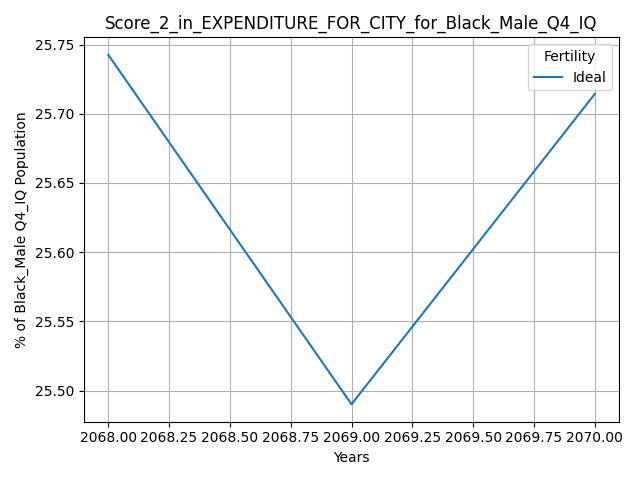 Score_2_in_EXPENDITURE_FOR_CITY_for_Black_Male_Q4_IQ
Fertility
Ideal
% of Black_Male Q4_IQ Population
25.75
25.70
25.65
25.60
25.55
25.50
2068.00 2068.25 2068.50 2068.75 2069.00 2069.25 2069.50 2069.75 2070.00
Years